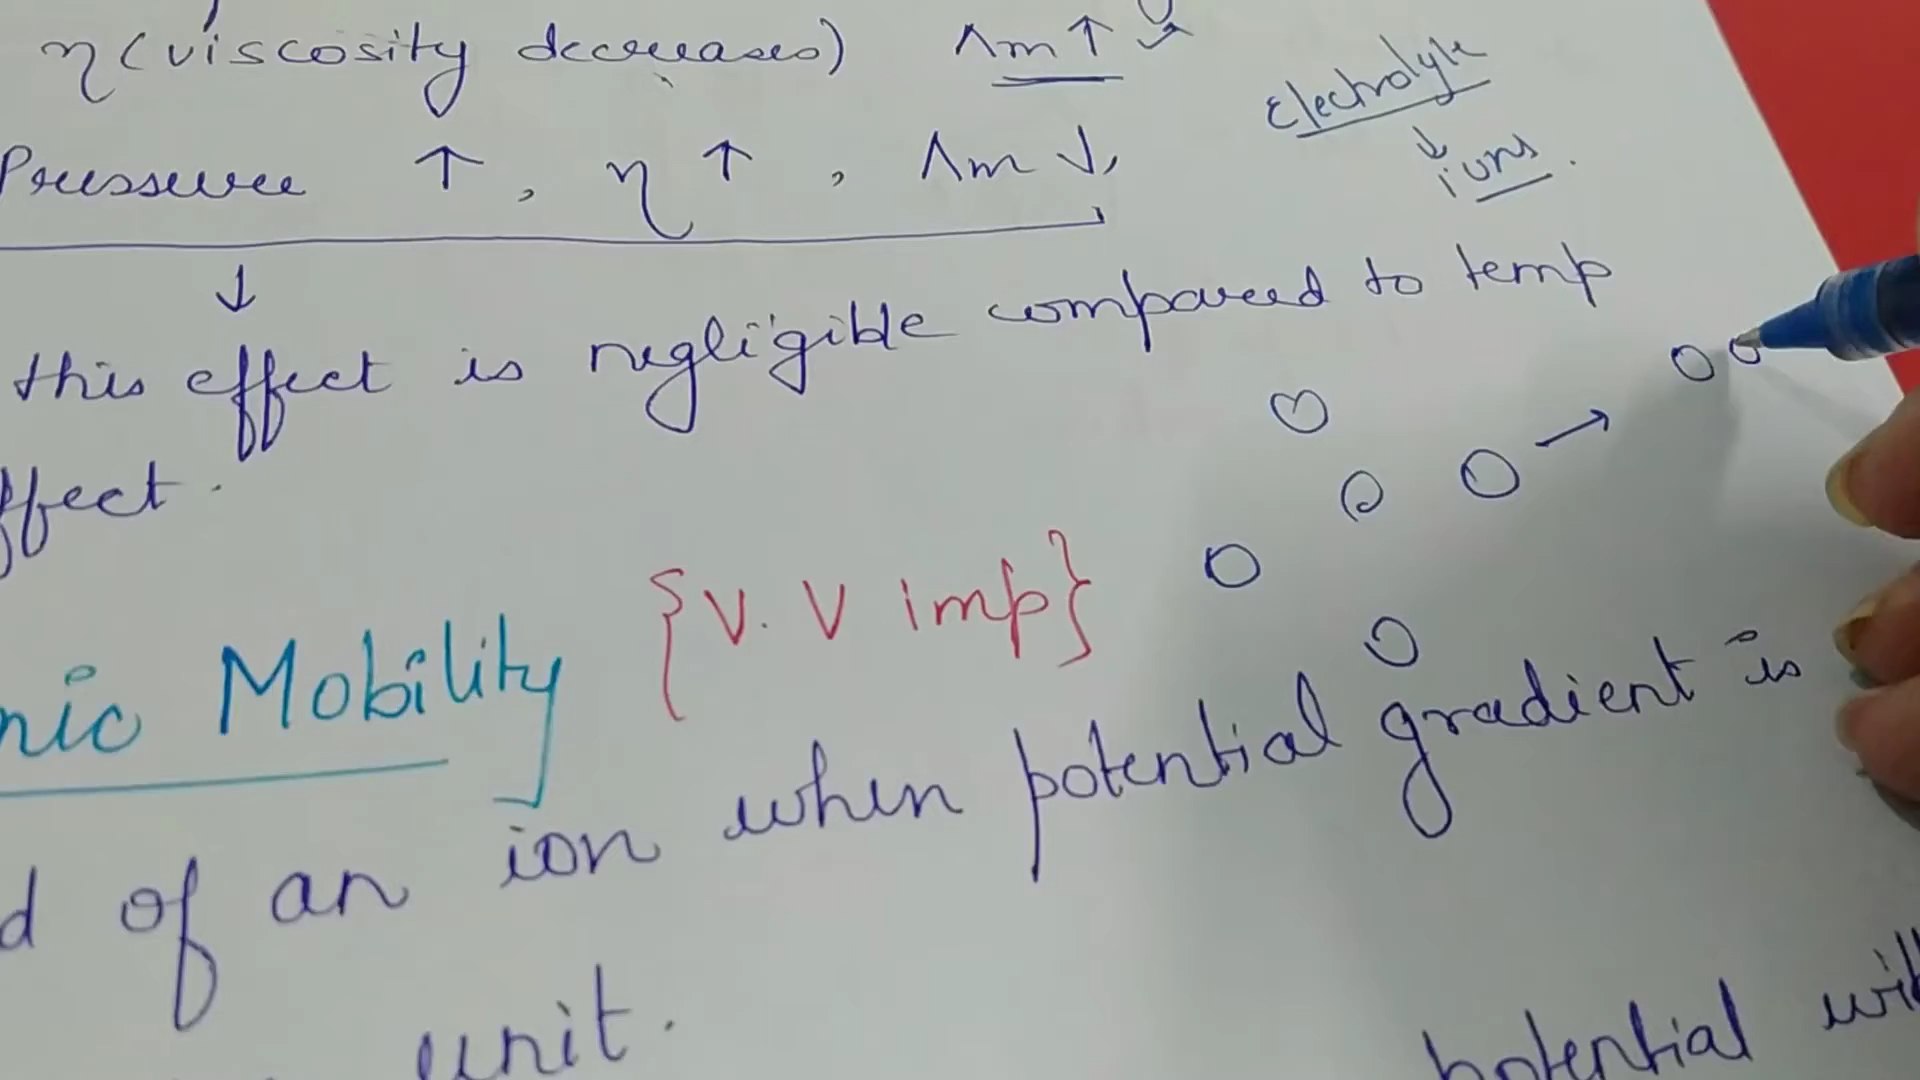 η (viscosity decreases) Λm ↑
Electrolyte
↓
ions.
Pressure ↑, η ↑, Λm ↓,
↓
this effect is negligible compared to temp
ffect.
nic Mobility {V. V imp}
d of an ion when potential gradient is
unit.
potential wit